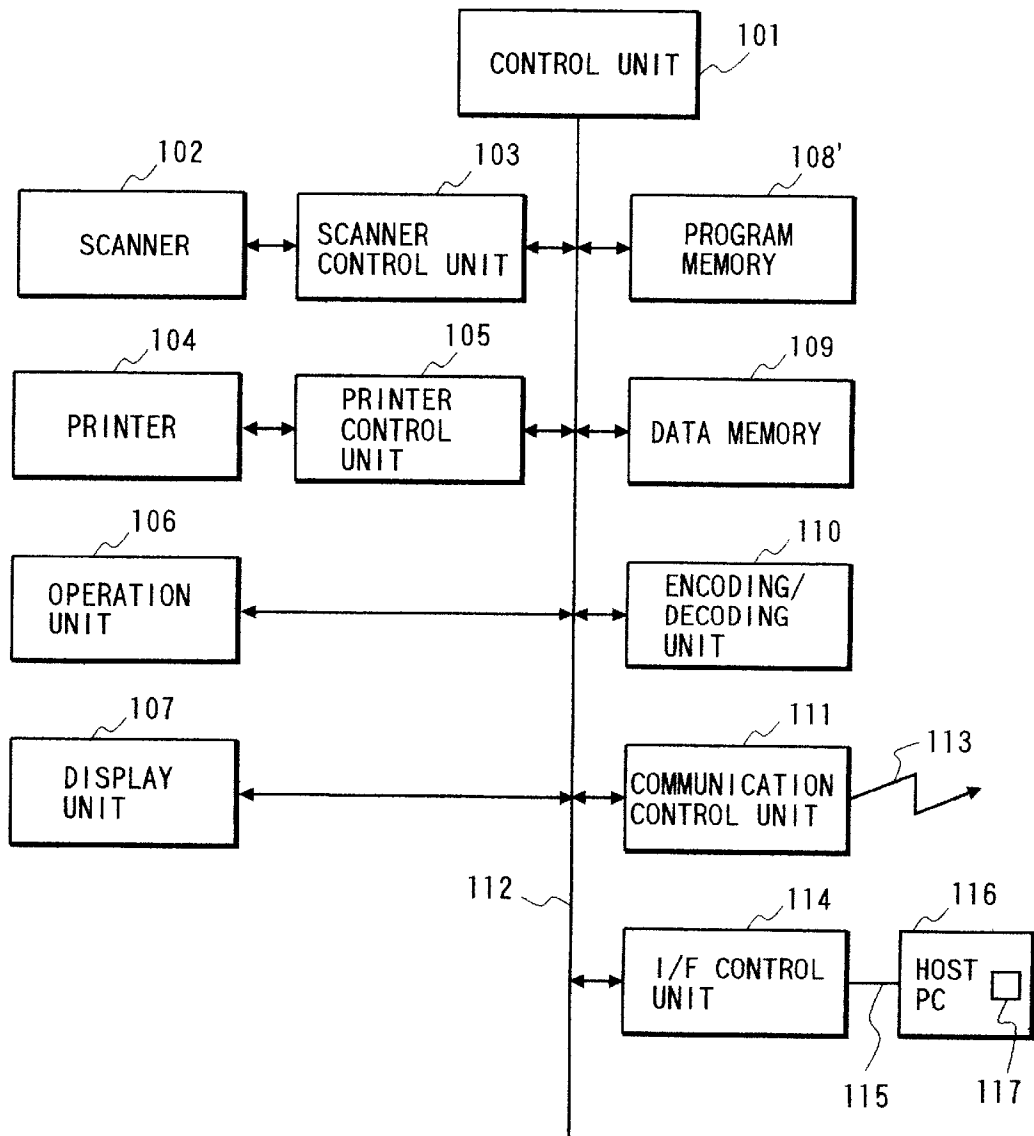 101
CONTROL UNIT
102
103
108'
SCANNER
SCANNER
CONTROL UNIT
PROGRAM
MEMORY
104
105
109
PRINTER
PRINTER
CONTROL
UNIT
DATA MEMORY
106
110
OPERATION
UNIT
ENCODING/
DECODING
UNIT
107
111
113
DISPLAY
UNIT
COMMUNICATION
CONTROL UNIT
112
114
116
I/F CONTROL
UNIT
HOST
PC
115
117